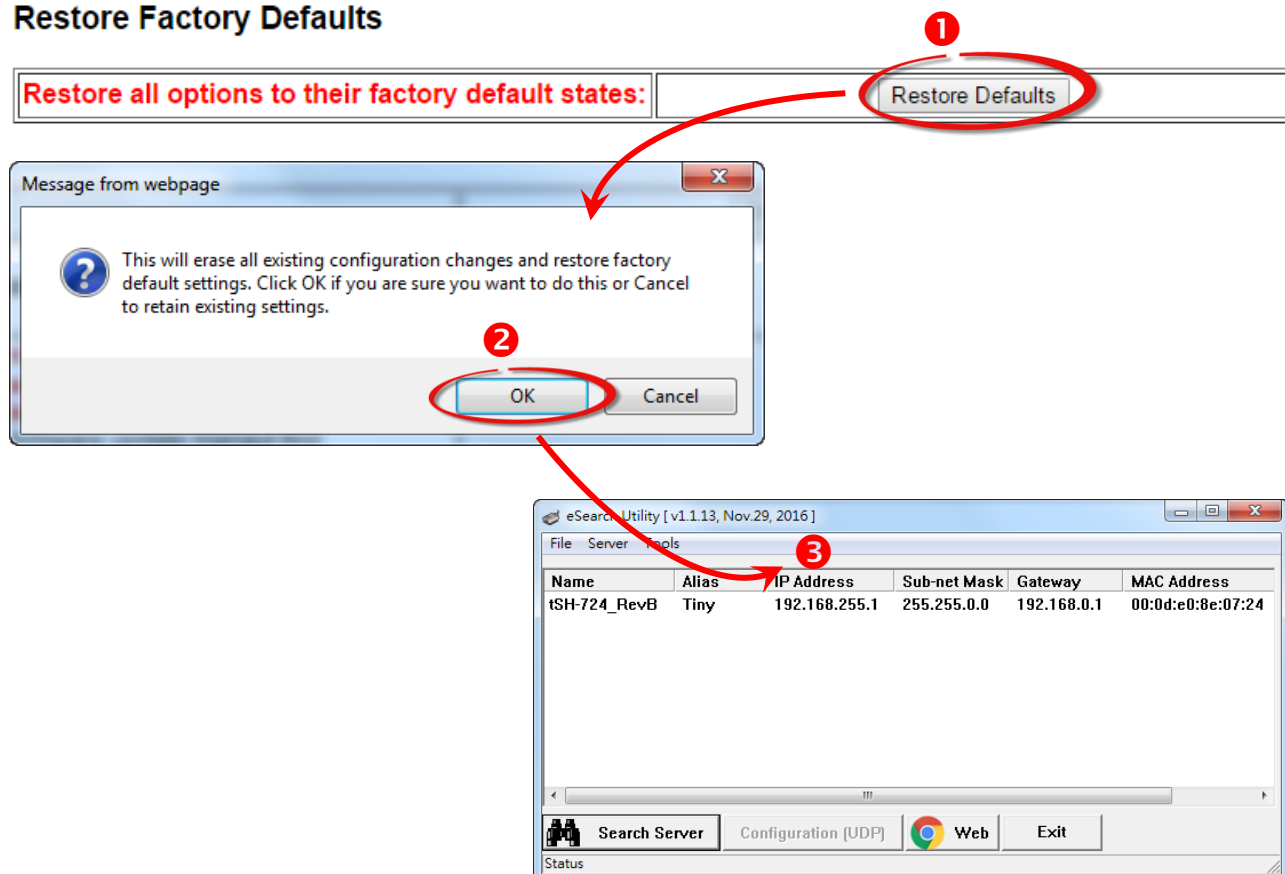 Restore Factory Defaults
❶
Restore all options to their factory default states: Restore Defaults
Message from webpage
This will erase all existing configuration changes and restore factory
default settings. Click OK if you are sure you want to do this or Cancel
to retain existing settings.
❷
OK Cancel
eSearch Utility [ v1.1.13, Nov.29, 2016 ]
File Server Tools
❸
Name Alias IP Address Sub-net Mask Gateway MAC Address
tSH-724_RevB Tiny 192.168.255.1 255.255.0.0 192.168.0.1 00:0d:e0:8e:07:24
Search Server Configuration (UDP) Web Exit
Status